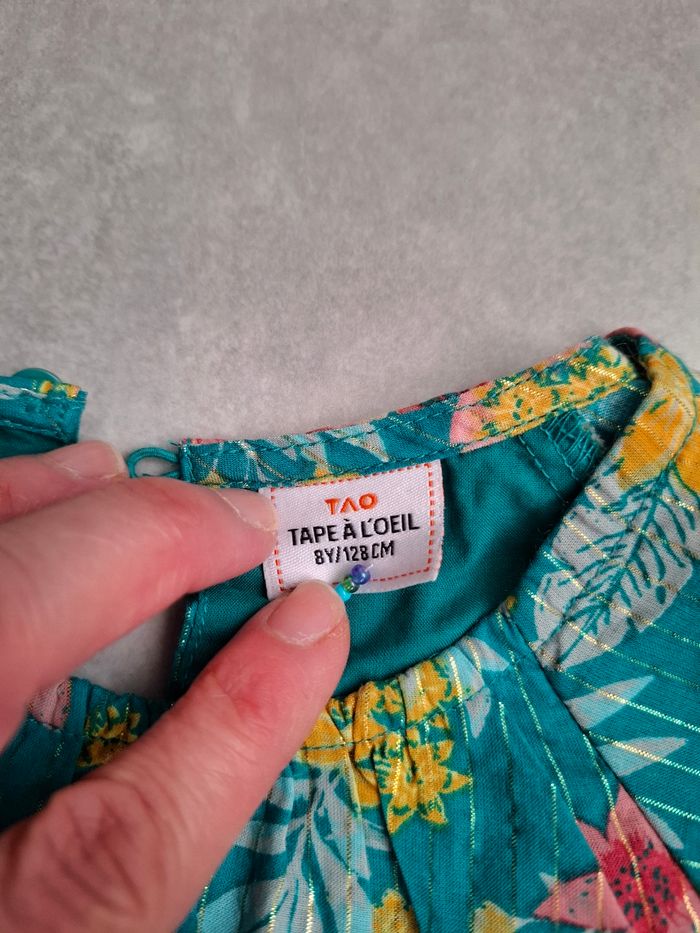 TAO
TAPE À L'OEIL
8Y/128CM